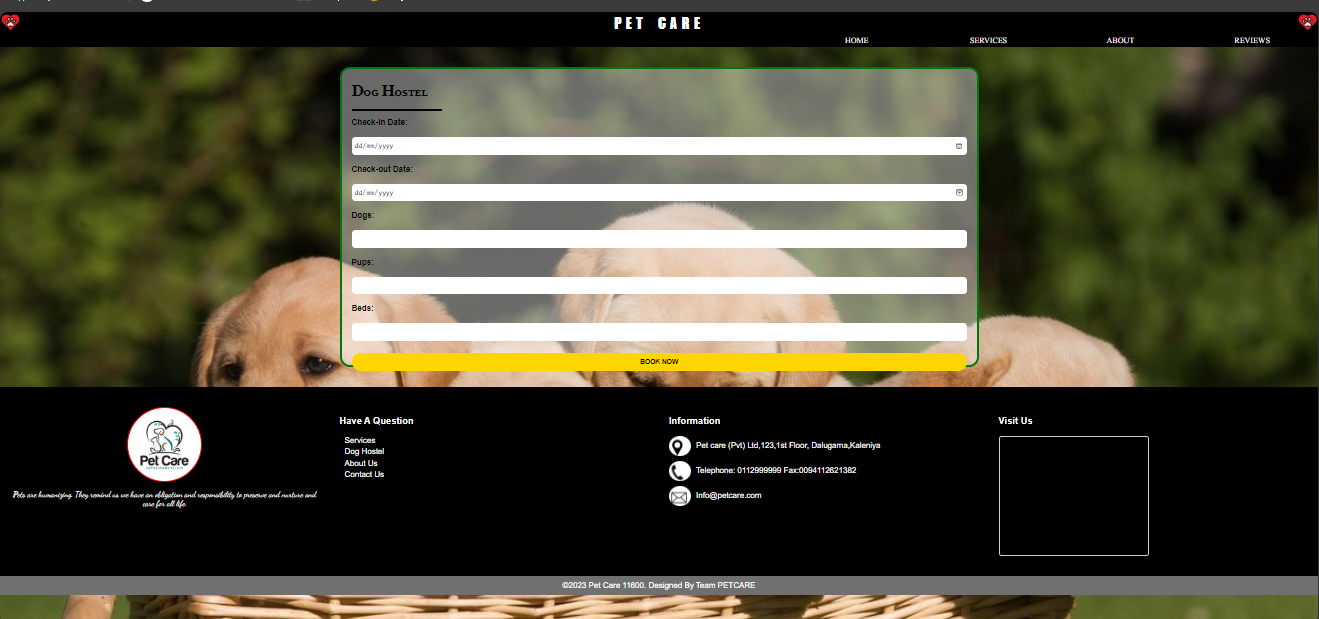 PET CARE
HOME
SERVICES
ABOUT
REVIEWS
Dog Hostel
Check-In Date:
dd/mm/yyyy
Check-out Date:
dd/mm/yyyy
Dogs:
Pups:
Beds:
BOOK NOW
Pet Care
Pets are humanizing. They remind us we have an obligation and responsibility to preserve and nurture and
care for all life.
Have A Question
Services
Dog Hostel
About Us
Contact Us
Information
Pet care (Pvt) Ltd,123,1st Floor, Dalugama,Kaleniya
Telephone: 0112999999 Fax:0094112621382
Info@petcare.com
Visit Us
©2023 Pet Care 11600. Designed By Team PETCARE